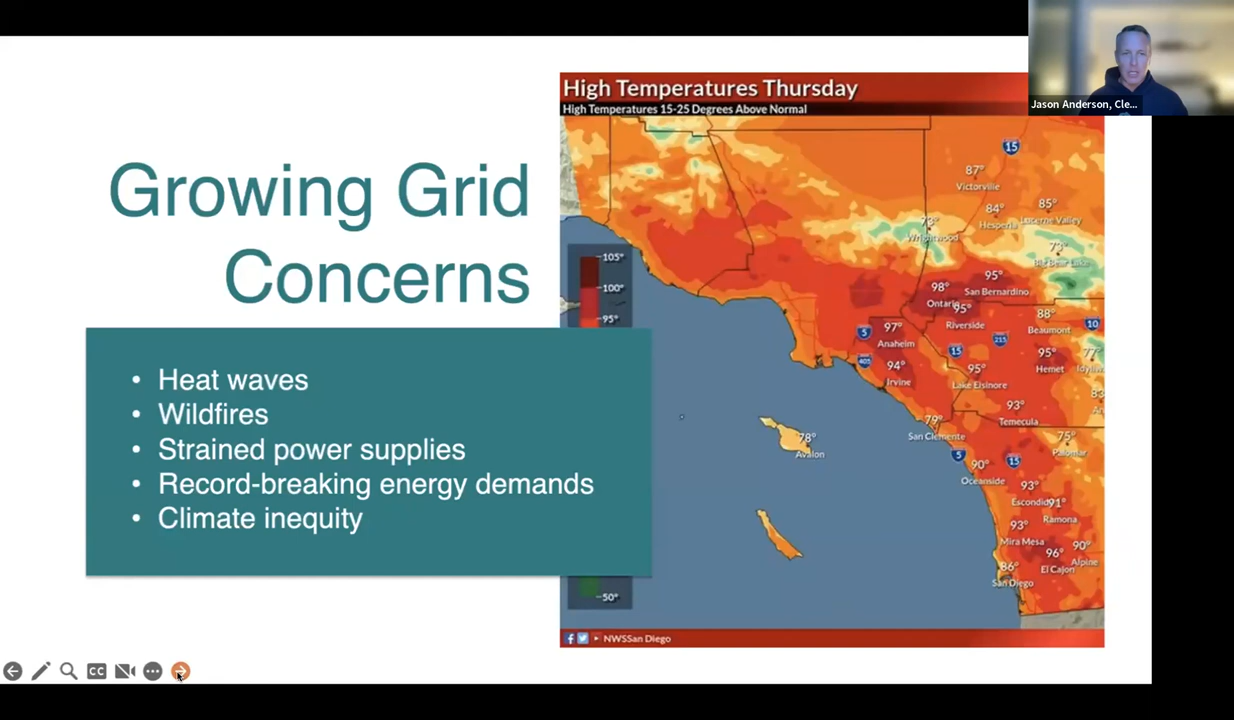 Growing Grid
Concerns
• Heat waves
• Wildfires
• Strained power supplies
• Record-breaking energy demands
• Climate inequity
High Temperatures Thursday
High Temperatures 15-25 Degrees Above Normal
15
87°
Victorville
84°
Hesperia
85°
Lucerne Valley
73°
Wrightwood
73°
Big Bear Lake
105°
100°
95°
98°
Ontario
95°
San Bernardino
95°
Riverside
88°
Beaumont
10
5
97°
Anaheim
15
215
405
94°
Irvine
95°
Lake Elsinore
95°
Hemet
77°
93°
Temecula
79°
San Clemente
75°
Palomar
78°
Avalon
5
90°
Oceanside
15
93°
Escondido
91°
Ramona
93°
Mira Mesa
96°
El Cajon
90°
Alpine
86°
San Diego
50°
NWSSan Diego
Jason Anderson, Cle...
CC